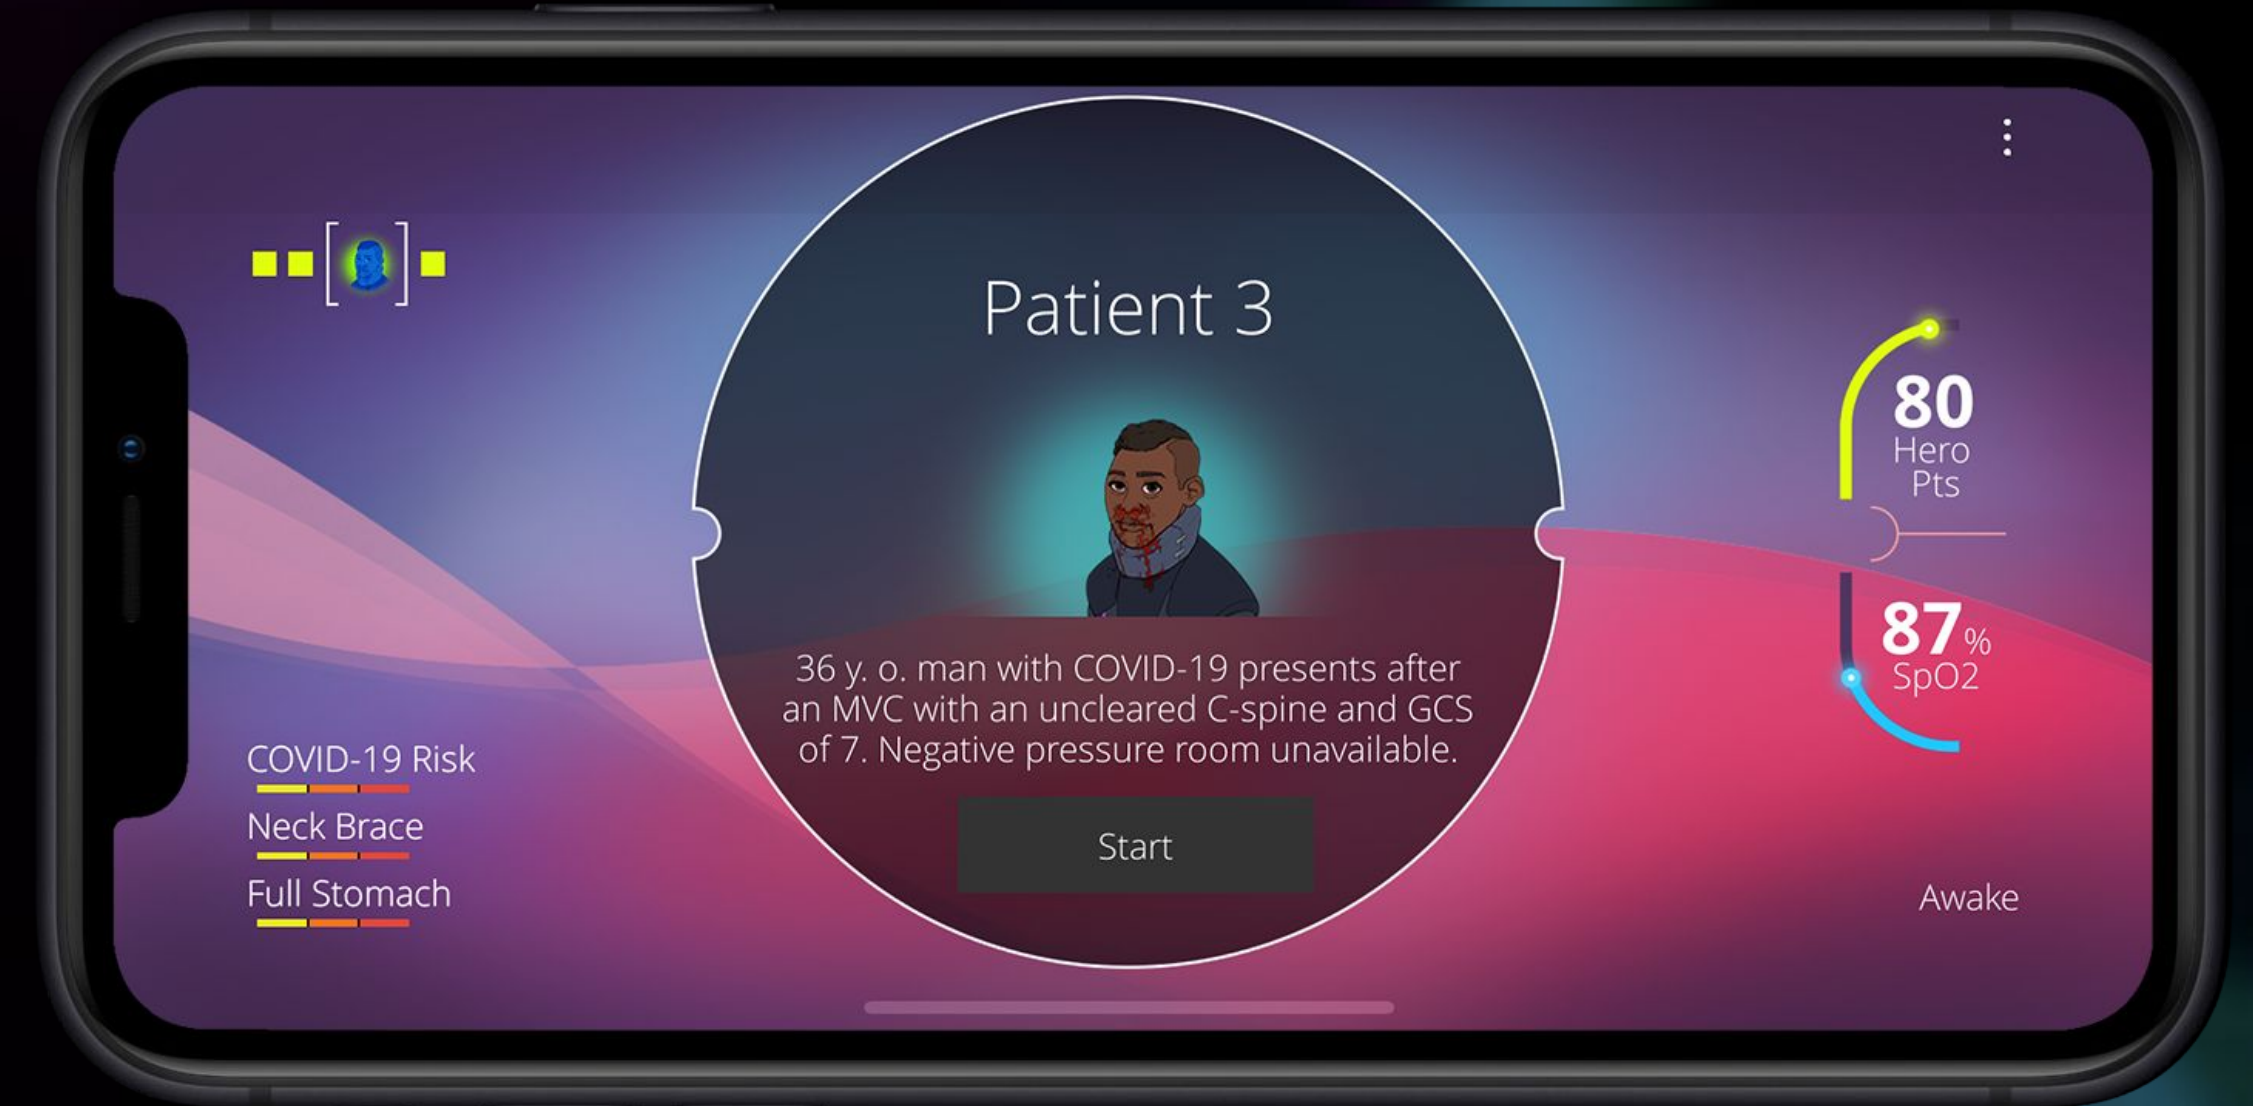 Patient 3
36 y. o. man with COVID-19 presents after
an MVC with an uncleared C-spine and GCS
of 7. Negative pressure room unavailable.
Start
COVID-19 Risk
Neck Brace
Full Stomach
80
Hero
Pts
87%
SpO2
Awake